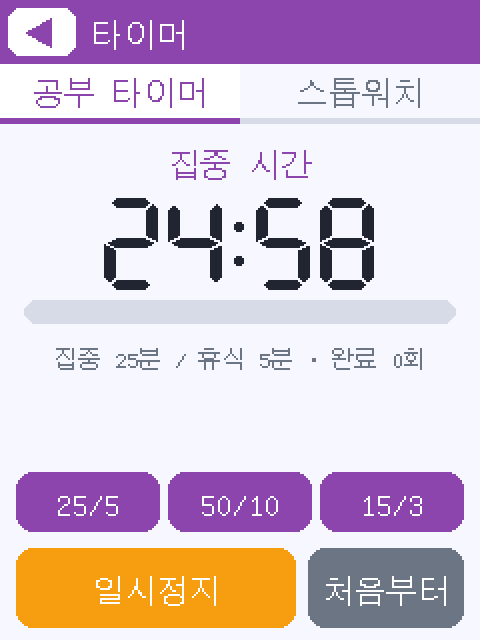 타이머
공부 타이머
스톱워치
집중 시간
24:58
집중 25분 / 휴식 5분 · 완료 0회
25/5
50/10
15/3
일시정지
처음부터